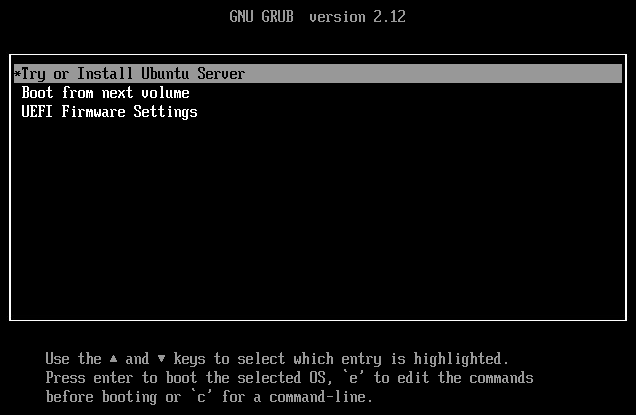 GNU GRUB  version 2.12
*Try or Install Ubuntu Server
Boot from next volume
UEFI Firmware Settings
Use the ▲ and ▼ keys to select which entry is highlighted.
Press enter to boot the selected OS, `e' to edit the commands
before booting or `c' for a command-line.